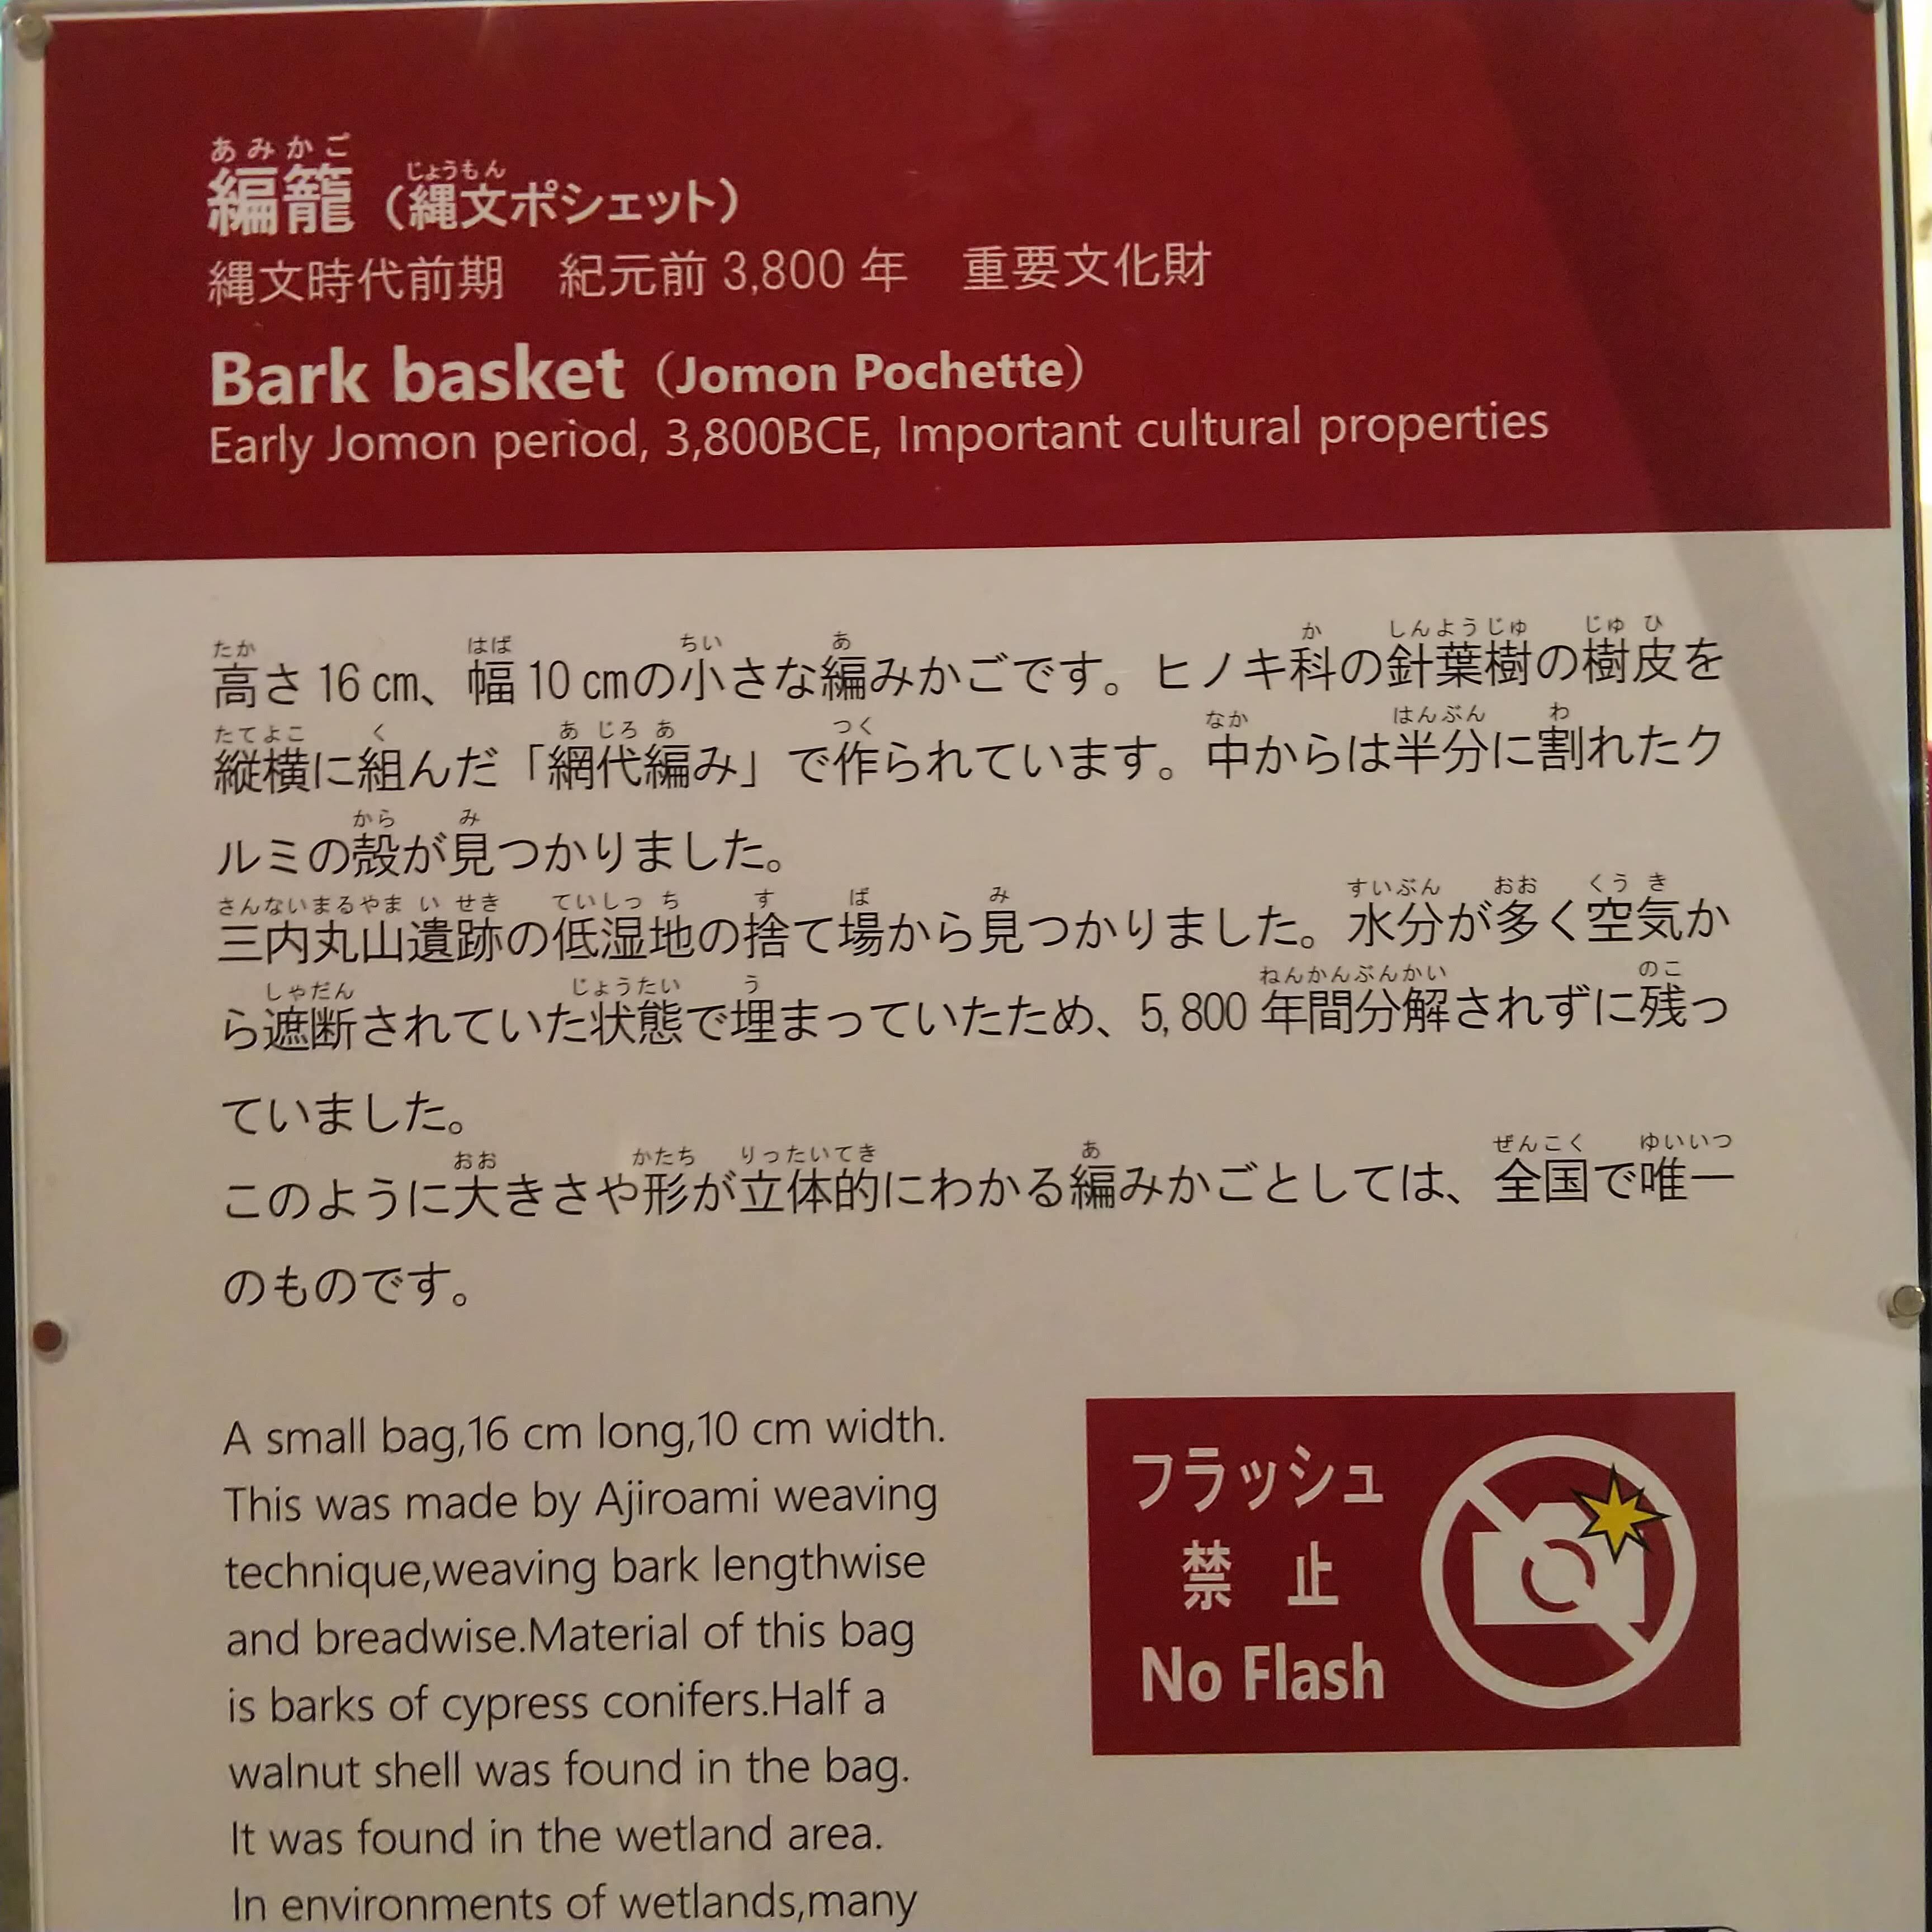 あみかご
編籠（縄文ポシェット）
じょうもん
縄文時代前期　紀元前 3,800 年　重要文化財
Bark basket（Jomon Pochette）
Early Jomon period, 3,800BCE, Important cultural properties
たか はば ちい あ か しんようじゅ じゅ ひ
高さ 16 cm、幅 10 cmの小さな編みかごです。ヒノキ科の針葉樹の樹皮を
たてよこ く あ じろ あ つく なか はんぶん わ
縦横に組んだ「網代編み」で作られています。中からは半分に割れたク
から み
ルミの殻が見つかりました。
さんないまるやま い せき ていしっ ち す ば み すいぶん おお くう き
三内丸山遺跡の低湿地の捨て場から見つかりました。水分が多く空気か
しゃだん じょうたい う ねんかんぶんかい のこ
ら遮断されていた状態で埋まっていたため、5,800 年間分解されずに残っ
ていました。
おお かたち りったいてき あ ぜんこく ゆいいつ
このように大きさや形が立体的にわかる編みかごとしては、全国で唯一
のものです。
A small bag,16 cm long,10 cm width.
This was made by Ajiroami weaving
technique,weaving bark lengthwise
and breadwise.Material of this bag
is barks of cypress conifers.Half a
walnut shell was found in the bag.
It was found in the wetland area.
In environments of wetlands,many
フラッシュ
禁 止
No Flash